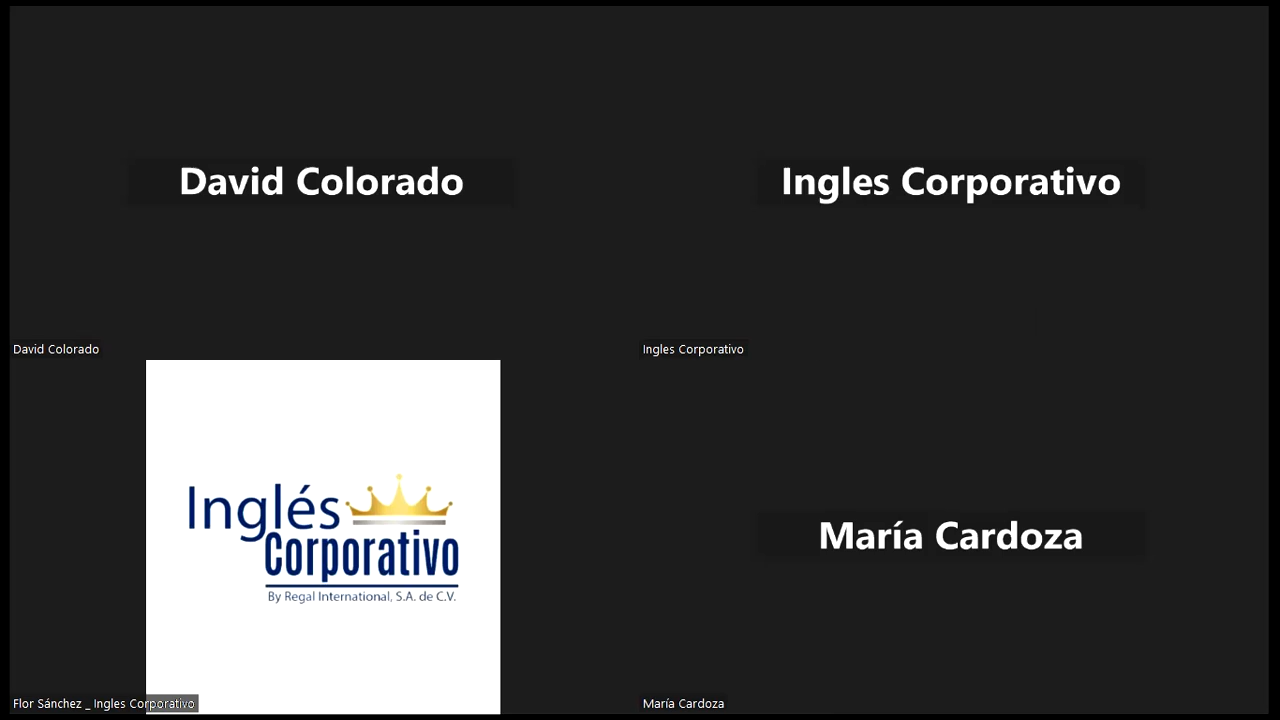 David Colorado
Ingles Corporativo
David Colorado
Ingles Corporativo
Inglés
Corporativo
By Regal International, S.A. de C.V.
María Cardoza
Flor Sánchez _ Ingles Corporativo
María Cardoza